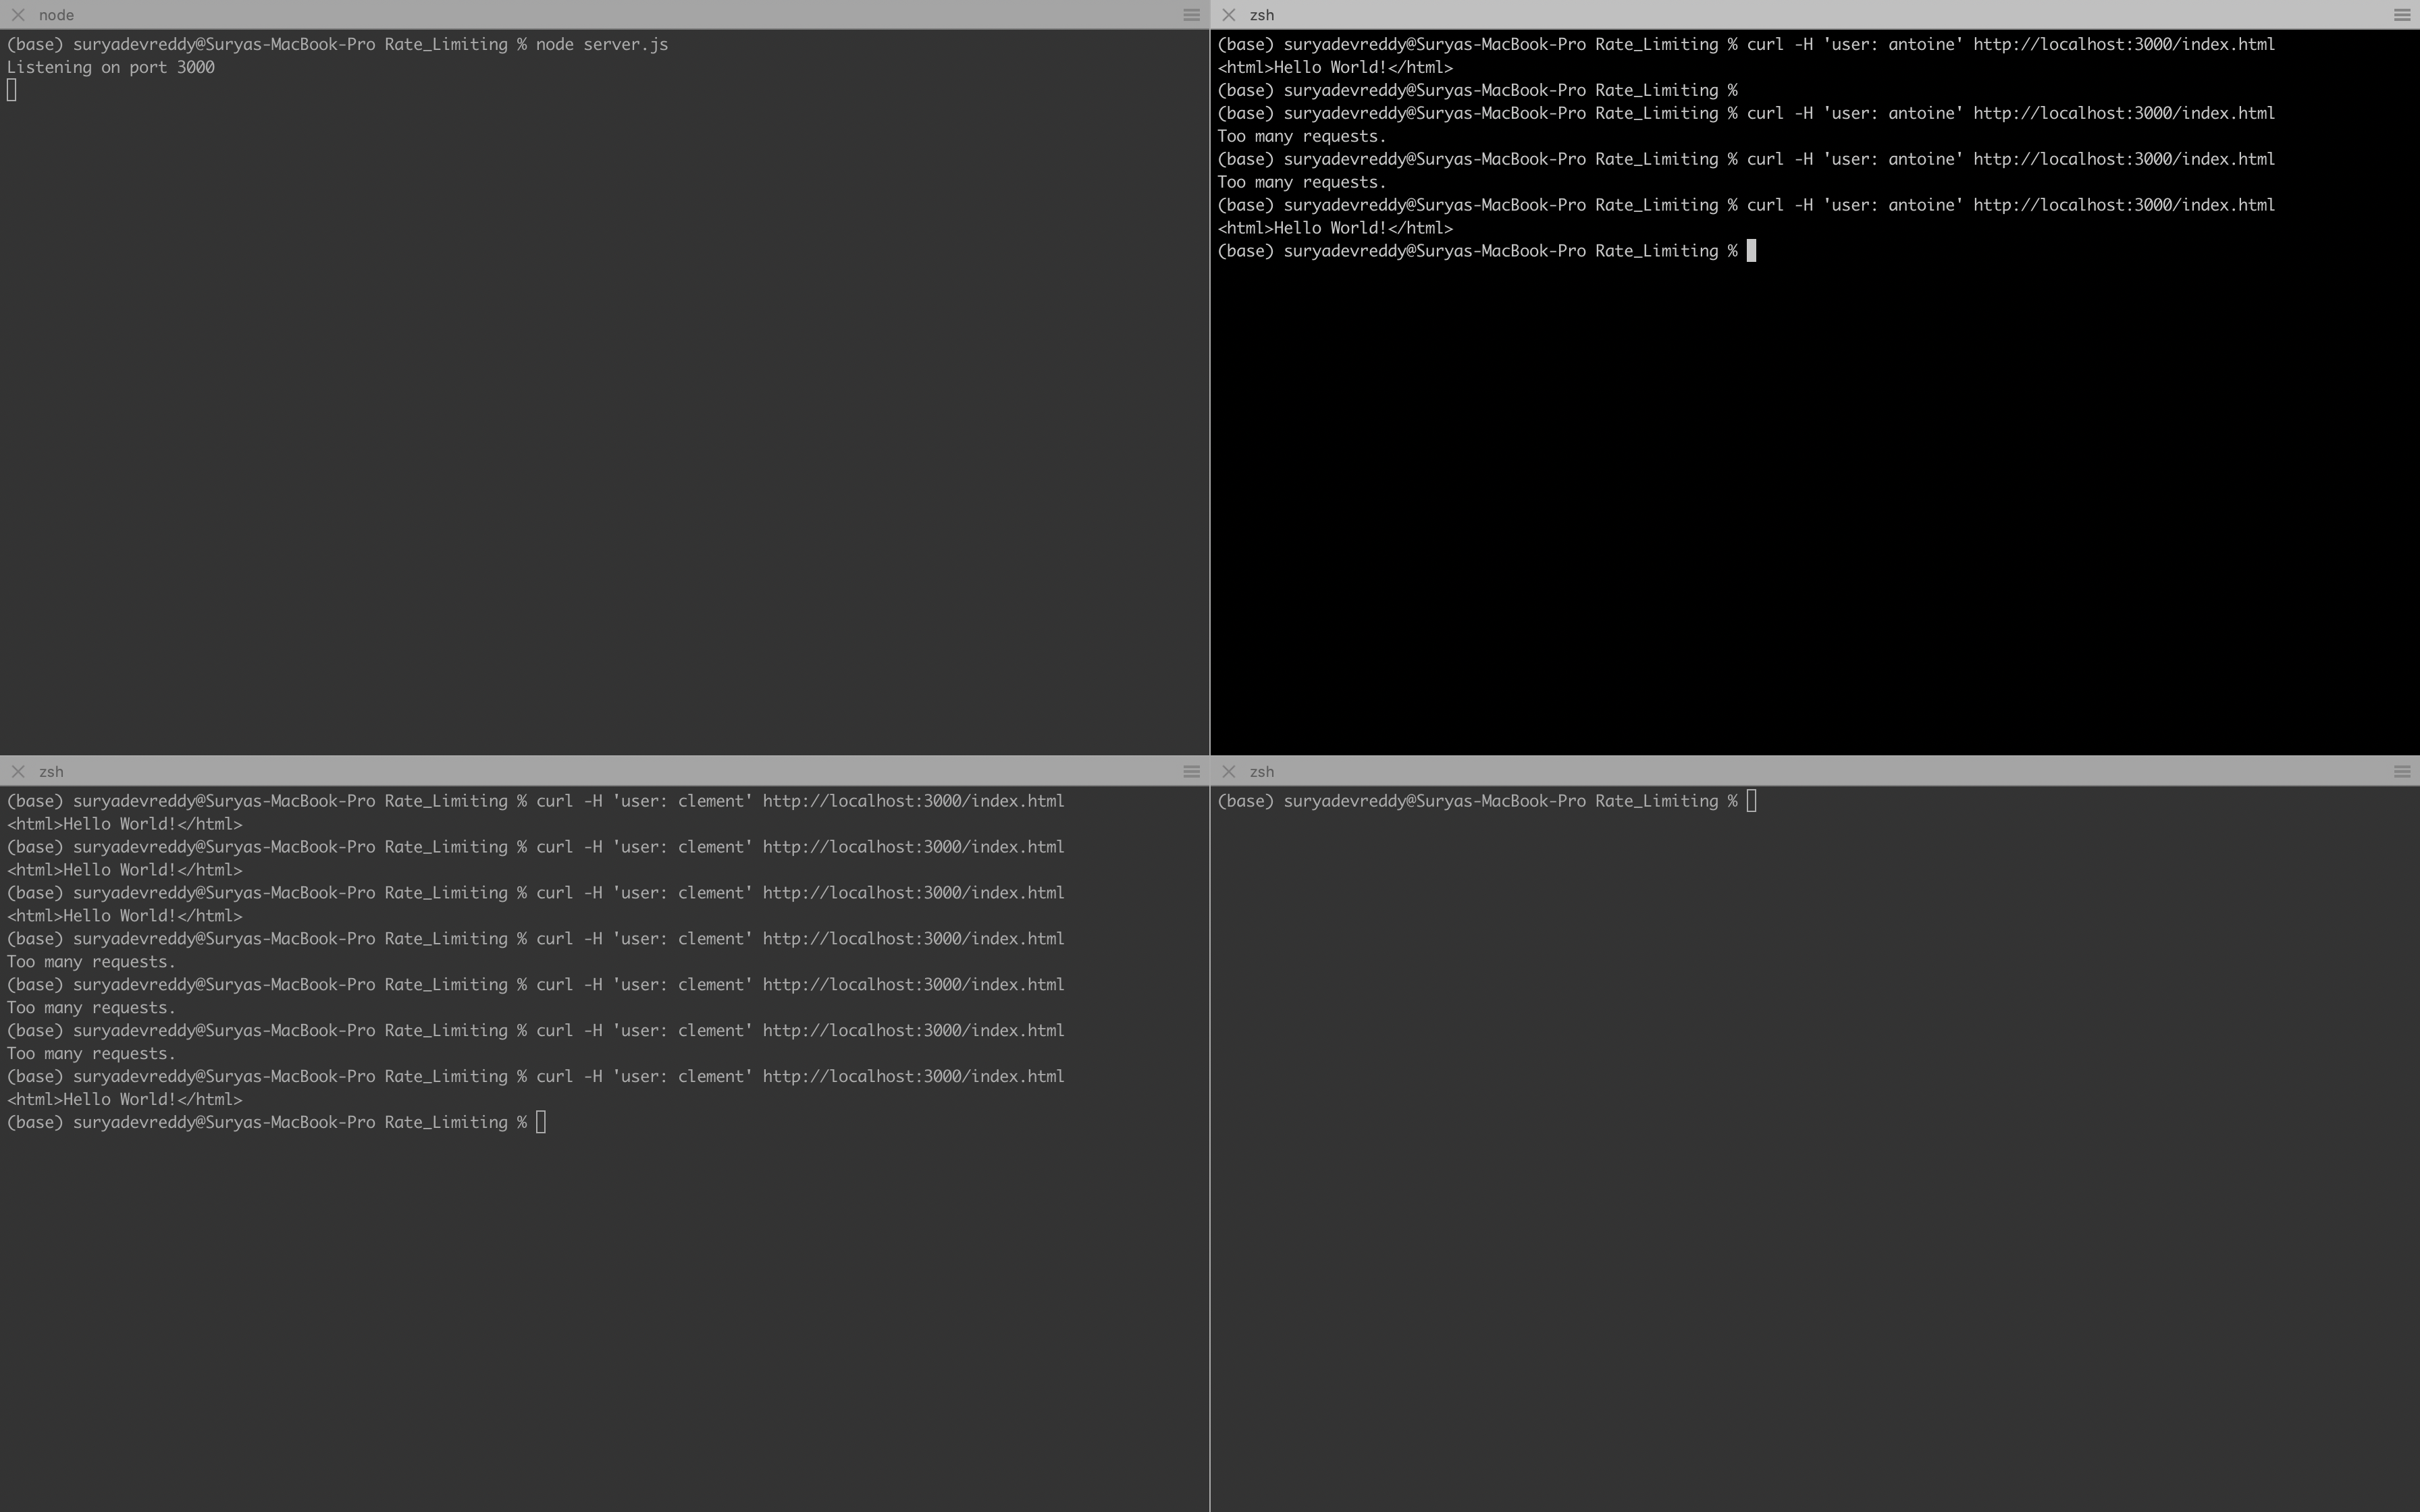 node
(base) suryadevreddy@Suryas-MacBook-Pro Rate_Limiting % node server.js
Listening on port 3000
zsh
(base) suryadevreddy@Suryas-MacBook-Pro Rate_Limiting % curl -H 'user: antoine' http://localhost:3000/index.html
<html>Hello World!</html>
(base) suryadevreddy@Suryas-MacBook-Pro Rate_Limiting %
(base) suryadevreddy@Suryas-MacBook-Pro Rate_Limiting % curl -H 'user: antoine' http://localhost:3000/index.html
Too many requests.
(base) suryadevreddy@Suryas-MacBook-Pro Rate_Limiting % curl -H 'user: antoine' http://localhost:3000/index.html
Too many requests.
(base) suryadevreddy@Suryas-MacBook-Pro Rate_Limiting % curl -H 'user: antoine' http://localhost:3000/index.html
<html>Hello World!</html>
(base) suryadevreddy@Suryas-MacBook-Pro Rate_Limiting %
zsh
(base) suryadevreddy@Suryas-MacBook-Pro Rate_Limiting % curl -H 'user: clement' http://localhost:3000/index.html
<html>Hello World!</html>
(base) suryadevreddy@Suryas-MacBook-Pro Rate_Limiting % curl -H 'user: clement' http://localhost:3000/index.html
<html>Hello World!</html>
(base) suryadevreddy@Suryas-MacBook-Pro Rate_Limiting % curl -H 'user: clement' http://localhost:3000/index.html
<html>Hello World!</html>
(base) suryadevreddy@Suryas-MacBook-Pro Rate_Limiting % curl -H 'user: clement' http://localhost:3000/index.html
Too many requests.
(base) suryadevreddy@Suryas-MacBook-Pro Rate_Limiting % curl -H 'user: clement' http://localhost:3000/index.html
Too many requests.
(base) suryadevreddy@Suryas-MacBook-Pro Rate_Limiting % curl -H 'user: clement' http://localhost:3000/index.html
Too many requests.
(base) suryadevreddy@Suryas-MacBook-Pro Rate_Limiting % curl -H 'user: clement' http://localhost:3000/index.html
<html>Hello World!</html>
(base) suryadevreddy@Suryas-MacBook-Pro Rate_Limiting %
zsh
(base) suryadevreddy@Suryas-MacBook-Pro Rate_Limiting %